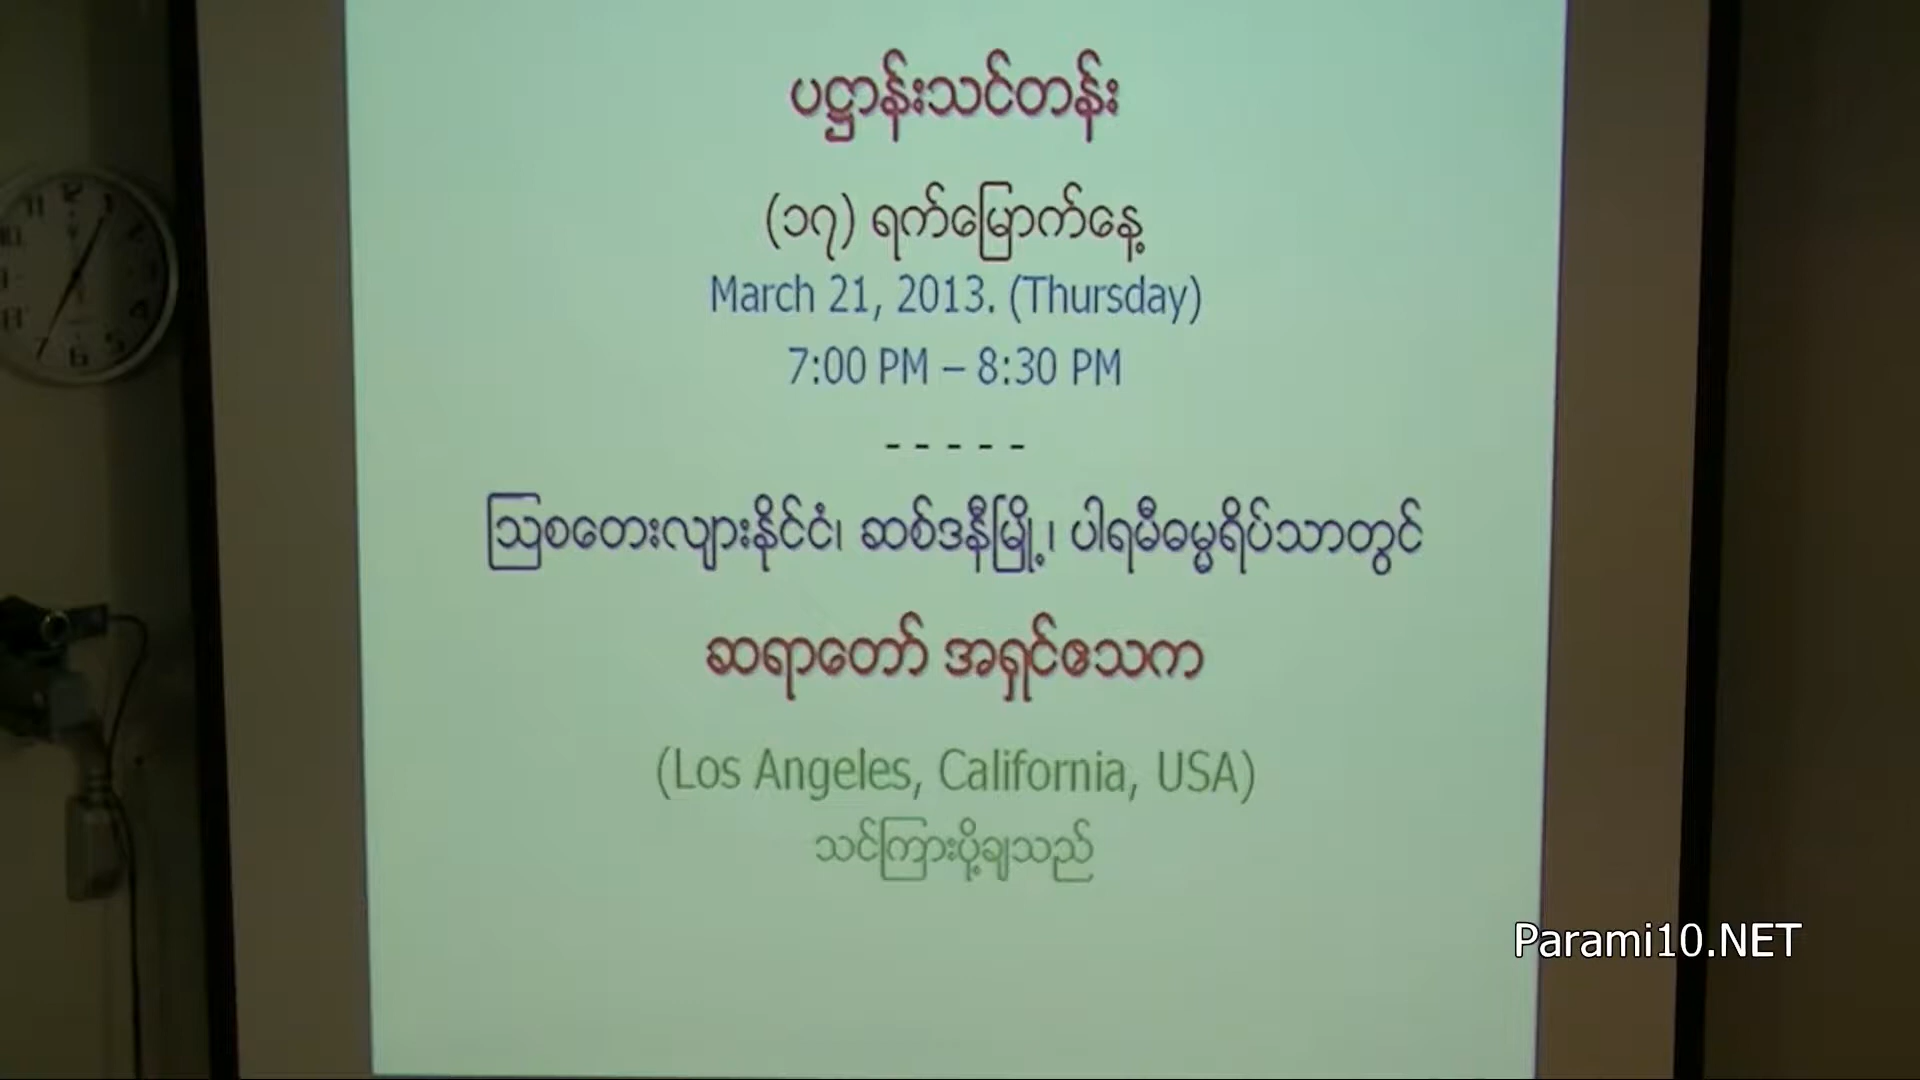 ပဋ္ဌာန်းသင်တန်း
(၁၇) ရက်မြောက်နေ့
March 21, 2013. (Thursday)
7:00 PM – 8:30 PM
- - - - -
ဩစတေးလျားနိုင်ငံ၊ ဆစ်ဒနီမြို့၊ ပါရမီဓမ္မရိပ်သာတွင်
ဆရာတော် အရှင်ဧသက
(Los Angeles, California, USA)
သင်ကြားပို့ချသည်
Parami10.NET